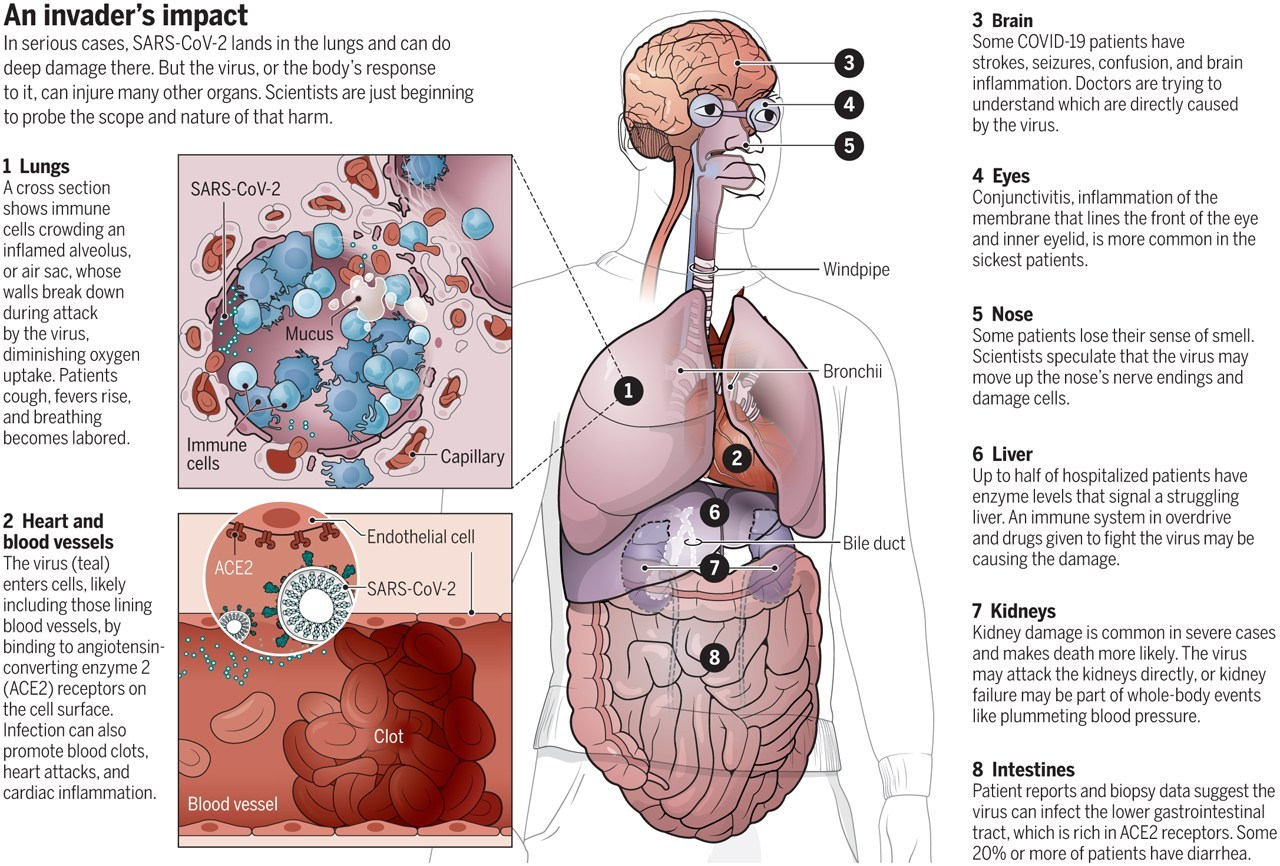 An invader's impact
In serious cases, SARS-CoV-2 lands in the lungs and can do
deep damage there. But the virus, or the body's response
to it, can injure many other organs. Scientists are just beginning
to probe the scope and nature of that harm.
1 Lungs
A cross section
shows immune
cells crowding an
inflamed alveolus,
or air sac, whose
walls break down
during attack
by the virus,
diminishing oxygen
uptake. Patients
cough, fevers rise,
and breathing
becomes labored.
SARS-CoV-2
Mucus
Immune
cells
Capillary
2 Heart and
blood vessels
The virus (teal)
enters cells, likely
including those lining
blood vessels, by
binding to angiotensin-
converting enzyme 2
(ACE2) receptors on
the cell surface.
Infection can also
promote blood clots,
heart attacks, and
cardiac inflammation.
Endothelial cell
ACE2
SARS-CoV-2
Clot
Blood vessel
3
4
5
Windpipe
Bronchii
1
2
6
Bile duct
7
8
3 Brain
Some COVID-19 patients have
strokes, seizures, confusion, and brain
inflammation. Doctors are trying to
understand which are directly caused
by the virus.
4 Eyes
Conjunctivitis, inflammation of the
membrane that lines the front of the eye
and inner eyelid, is more common in the
sickest patients.
5 Nose
Some patients lose their sense of smell.
Scientists speculate that the virus may
move up the nose's nerve endings and
damage cells.
6 Liver
Up to half of hospitalized patients have
enzyme levels that signal a struggling
liver. An immune system in overdrive
and drugs given to fight the virus may be
causing the damage.
7 Kidneys
Kidney damage is common in severe cases
and makes death more likely. The virus
may attack the kidneys directly, or kidney
failure may be part of whole-body events
like plummeting blood pressure.
8 Intestines
Patient reports and biopsy data suggest the
virus can infect the lower gastrointestinal
tract, which is rich in ACE2 receptors. Some
20% or more of patients have diarrhea.